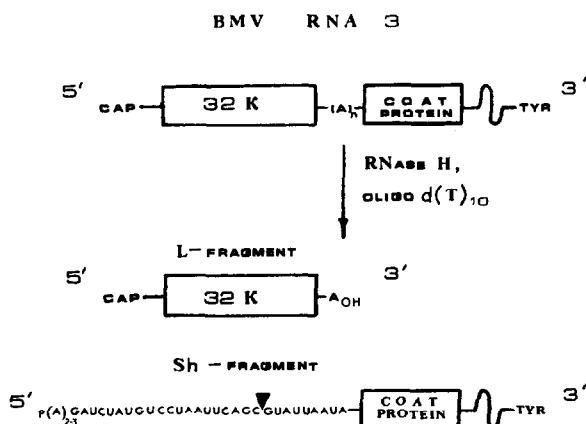 BMV RNA 3
5' CAP 32 K (A)n COAT PROTEIN TYR 3'
RNASE H,
OLIGO d(T)10
L-FRAGMENT
5' 3'
CAP 32 K AOH
Sh-FRAGMENT
5' P(A)2-3GAUCUAUGUCCUAAUUCAGCGUAUUAAUA COAT PROTEIN TYR 3'